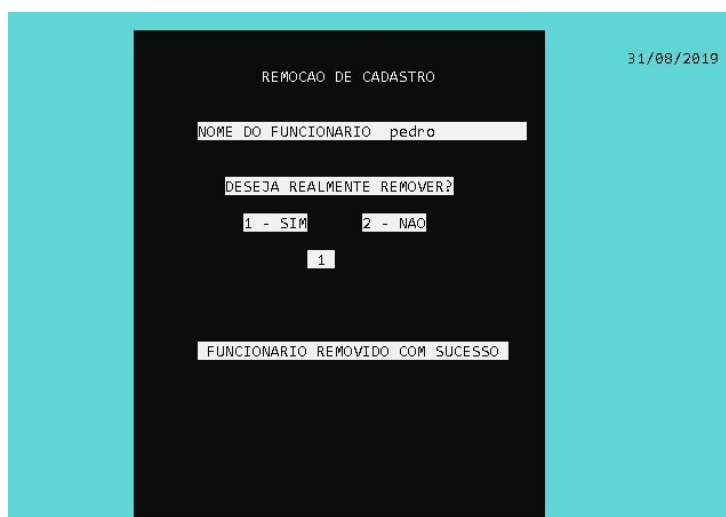 31/08/2019
REMOCAO DE CADASTRO
NOME DO FUNCIONARIO pedro
DESEJA REALMENTE REMOVER?
1 - SIM 2 - NAO
1
FUNCIONARIO REMOVIDO COM SUCESSO